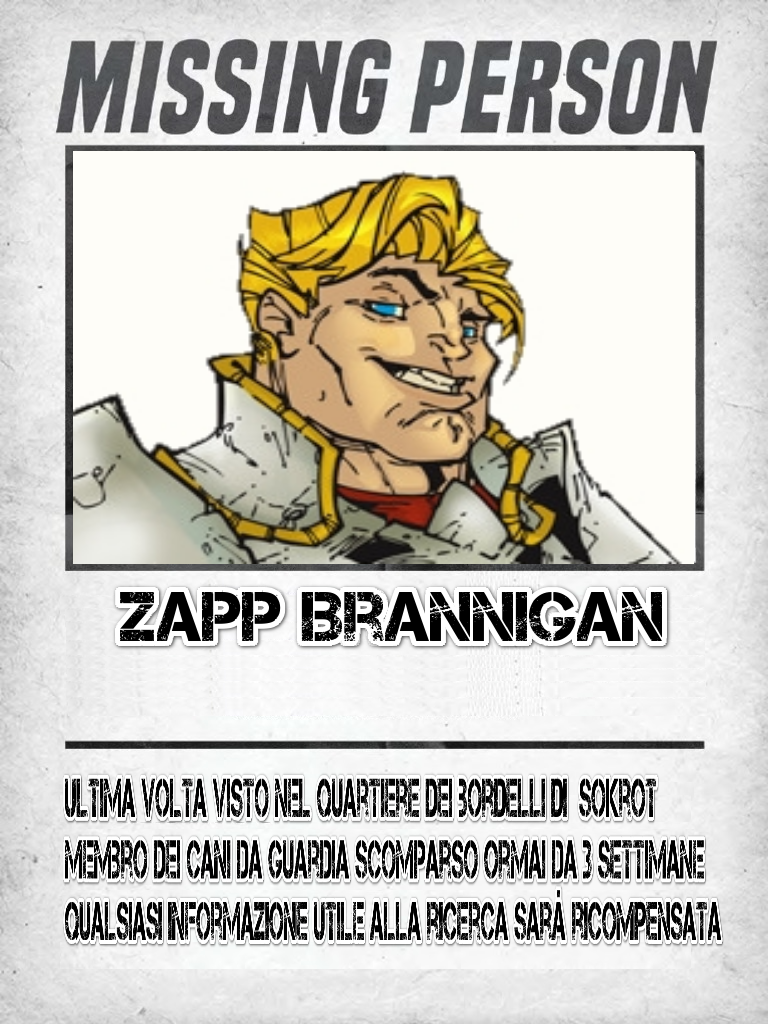 MISSING PERSON
ZAPP BRANNIGAN
ULTIMA VOLTA VISTO NEL QUARTIERE DEI BORDELLI DI SOKROT
MEMBRO DEI CANI DA GUARDIA SCOMPARSO ORMAI DA 3 SETTIMANE
QUALSIASI INFORMAZIONE UTILE ALLA RICERCA SARÀ RICOMPENSATA